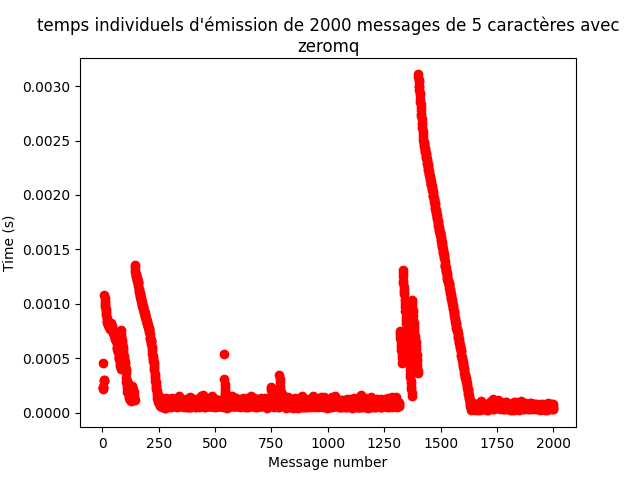 temps individuels d'émission de 2000 messages de 5 caractères avec
zeromq
0.0030
0.0025
0.0020
0.0015
0.0010
0.0005
0.0000
Time (s)
0 250 500 750 1000 1250 1500 1750 2000
Message number